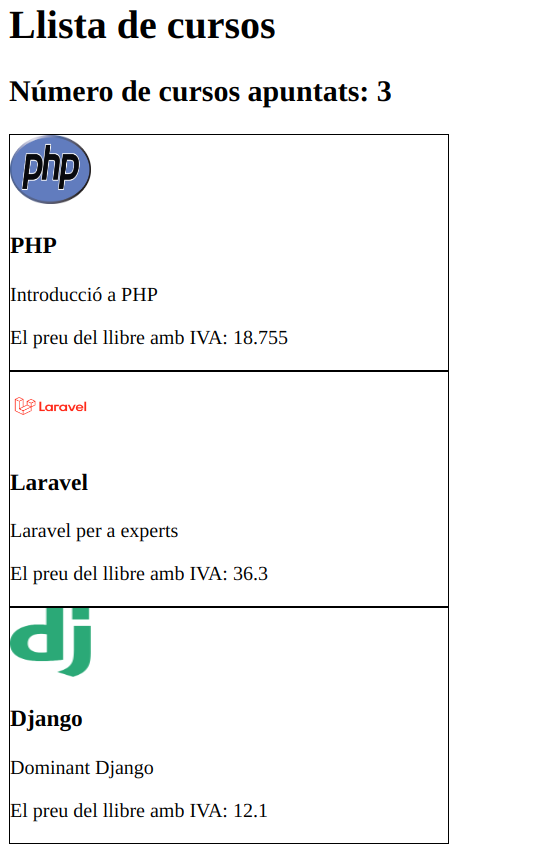 Llista de cursos
Número de cursos apuntats: 3
php
PHP
Introducció a PHP
El preu del llibre amb IVA: 18.755
Laravel
Laravel
Laravel per a experts
El preu del llibre amb IVA: 36.3
dj
Django
Dominant Django
El preu del llibre amb IVA: 12.1